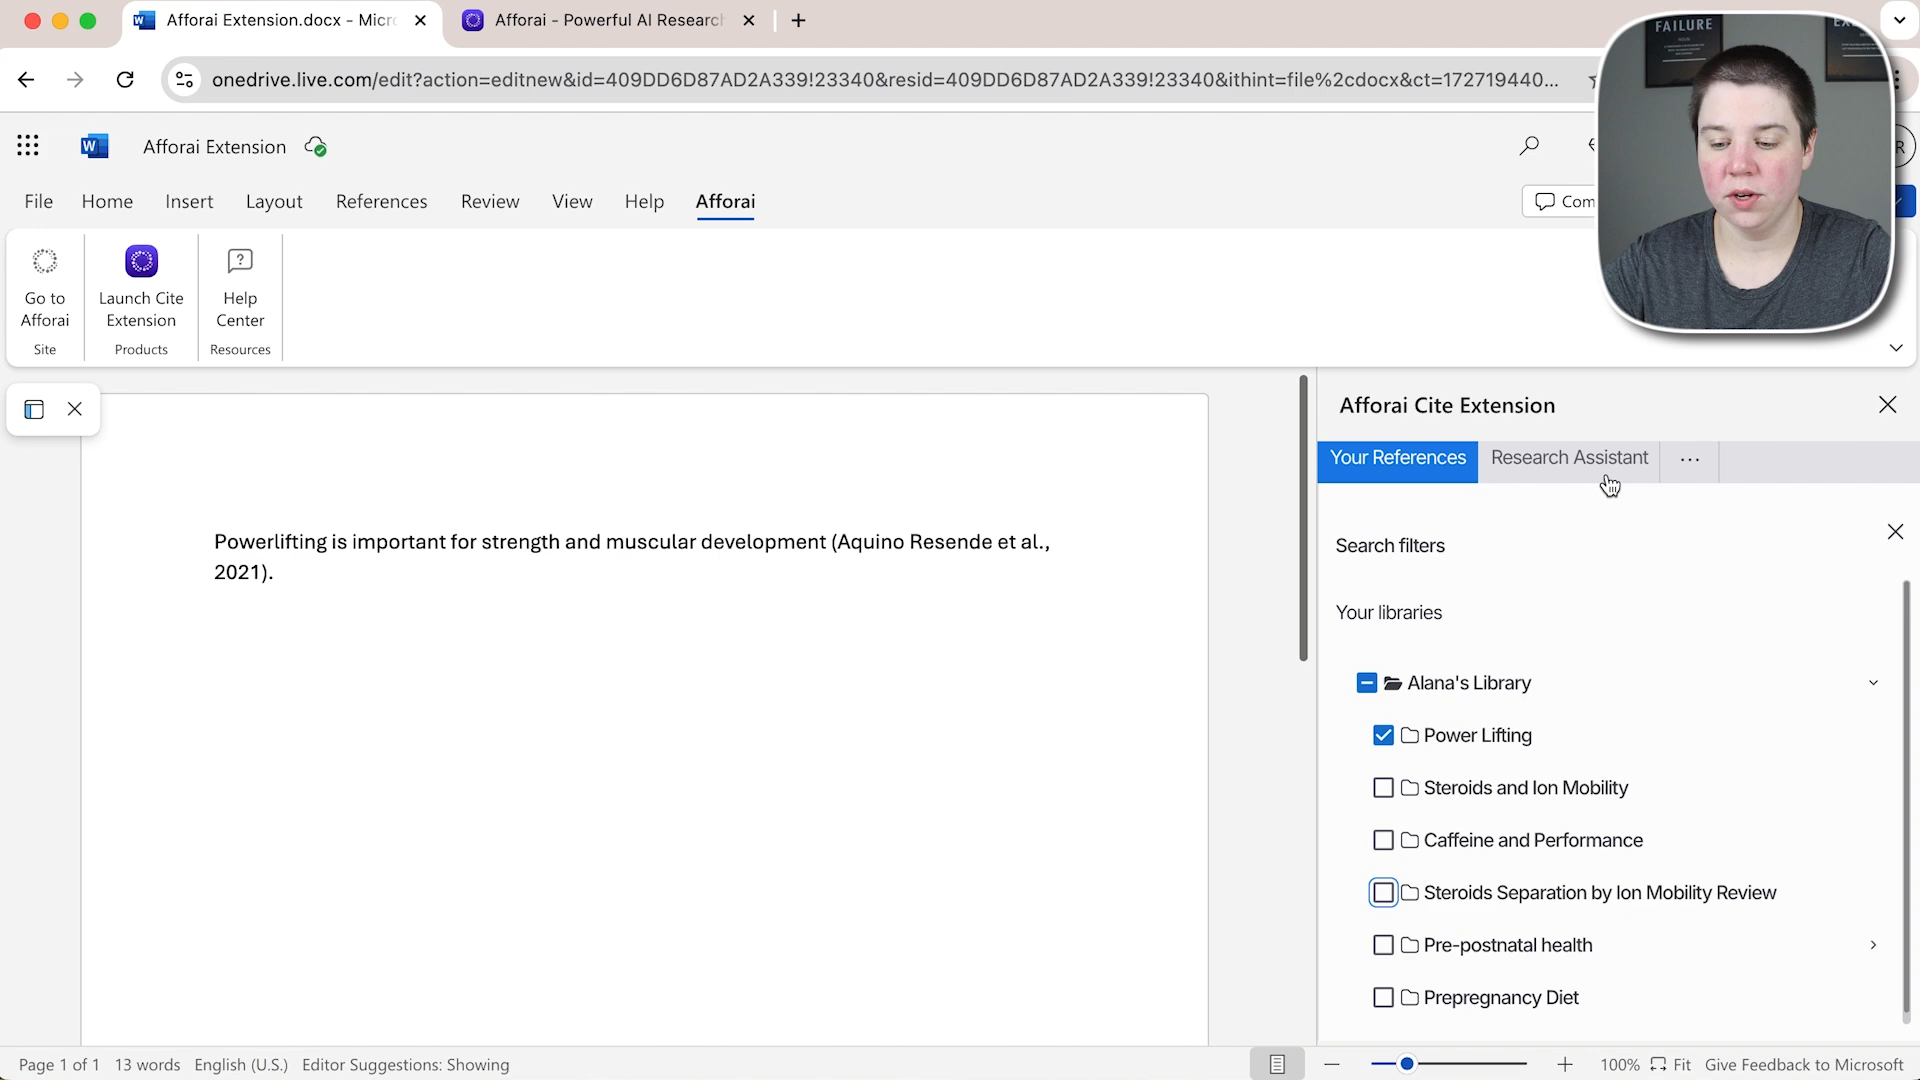 Afforai Extension.docx - Micr
Afforai - Powerful AI Research
onedrive.live.com/edit?action=editnew&id=409DD6D87AD2A339!23340&resid=409DD6D87AD2A339!23340&ithint=file%2cdocx&ct=172719440...
FAILURE
W
Afforai Extension
R
File Home Insert Layout References Review View Help Afforai
Com
Go to
Afforai
Site
Launch Cite
Extension
Products
Help
Center
Resources
Afforai Cite Extension
Your References Research Assistant ...
Search filters
Your libraries
Alana's Library
Power Lifting
Steroids and Ion Mobility
Caffeine and Performance
Steroids Separation by Ion Mobility Review
Pre-postnatal health
Prepregnancy Diet
Powerlifting is important for strength and muscular development (Aquino Resende et al.,
2021).
Page 1 of 1 13 words English (U.S.) Editor Suggestions: Showing
100% Fit Give Feedback to Microsoft